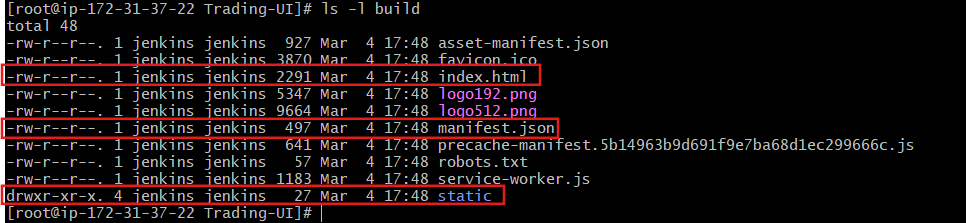 [root@ip-172-31-37-22 Trading-UI]# ls -l build
total 48
-rw-r--r--. 1 jenkins jenkins  927 Mar  4 17:48 asset-manifest.json
-rw-r--r--. 1 jenkins jenkins 3870 Mar  4 17:48 favicon.ico
-rw-r--r--. 1 jenkins jenkins 2291 Mar  4 17:48 index.html
-rw-r--r--. 1 jenkins jenkins 5347 Mar  4 17:48 logo192.png
-rw-r--r--. 1 jenkins jenkins 9664 Mar  4 17:48 logo512.png
-rw-r--r--. 1 jenkins jenkins  497 Mar  4 17:48 manifest.json
-rw-r--r--. 1 jenkins jenkins  641 Mar  4 17:48 precache-manifest.5b14963b9d691f9e7ba68d1ec299666c.js
-rw-r--r--. 1 jenkins jenkins   57 Mar  4 17:48 robots.txt
-rw-r--r--. 1 jenkins jenkins 1183 Mar  4 17:48 service-worker.js
drwxr-xr-x. 4 jenkins jenkins   27 Mar  4 17:48 static
[root@ip-172-31-37-22 Trading-UI]#